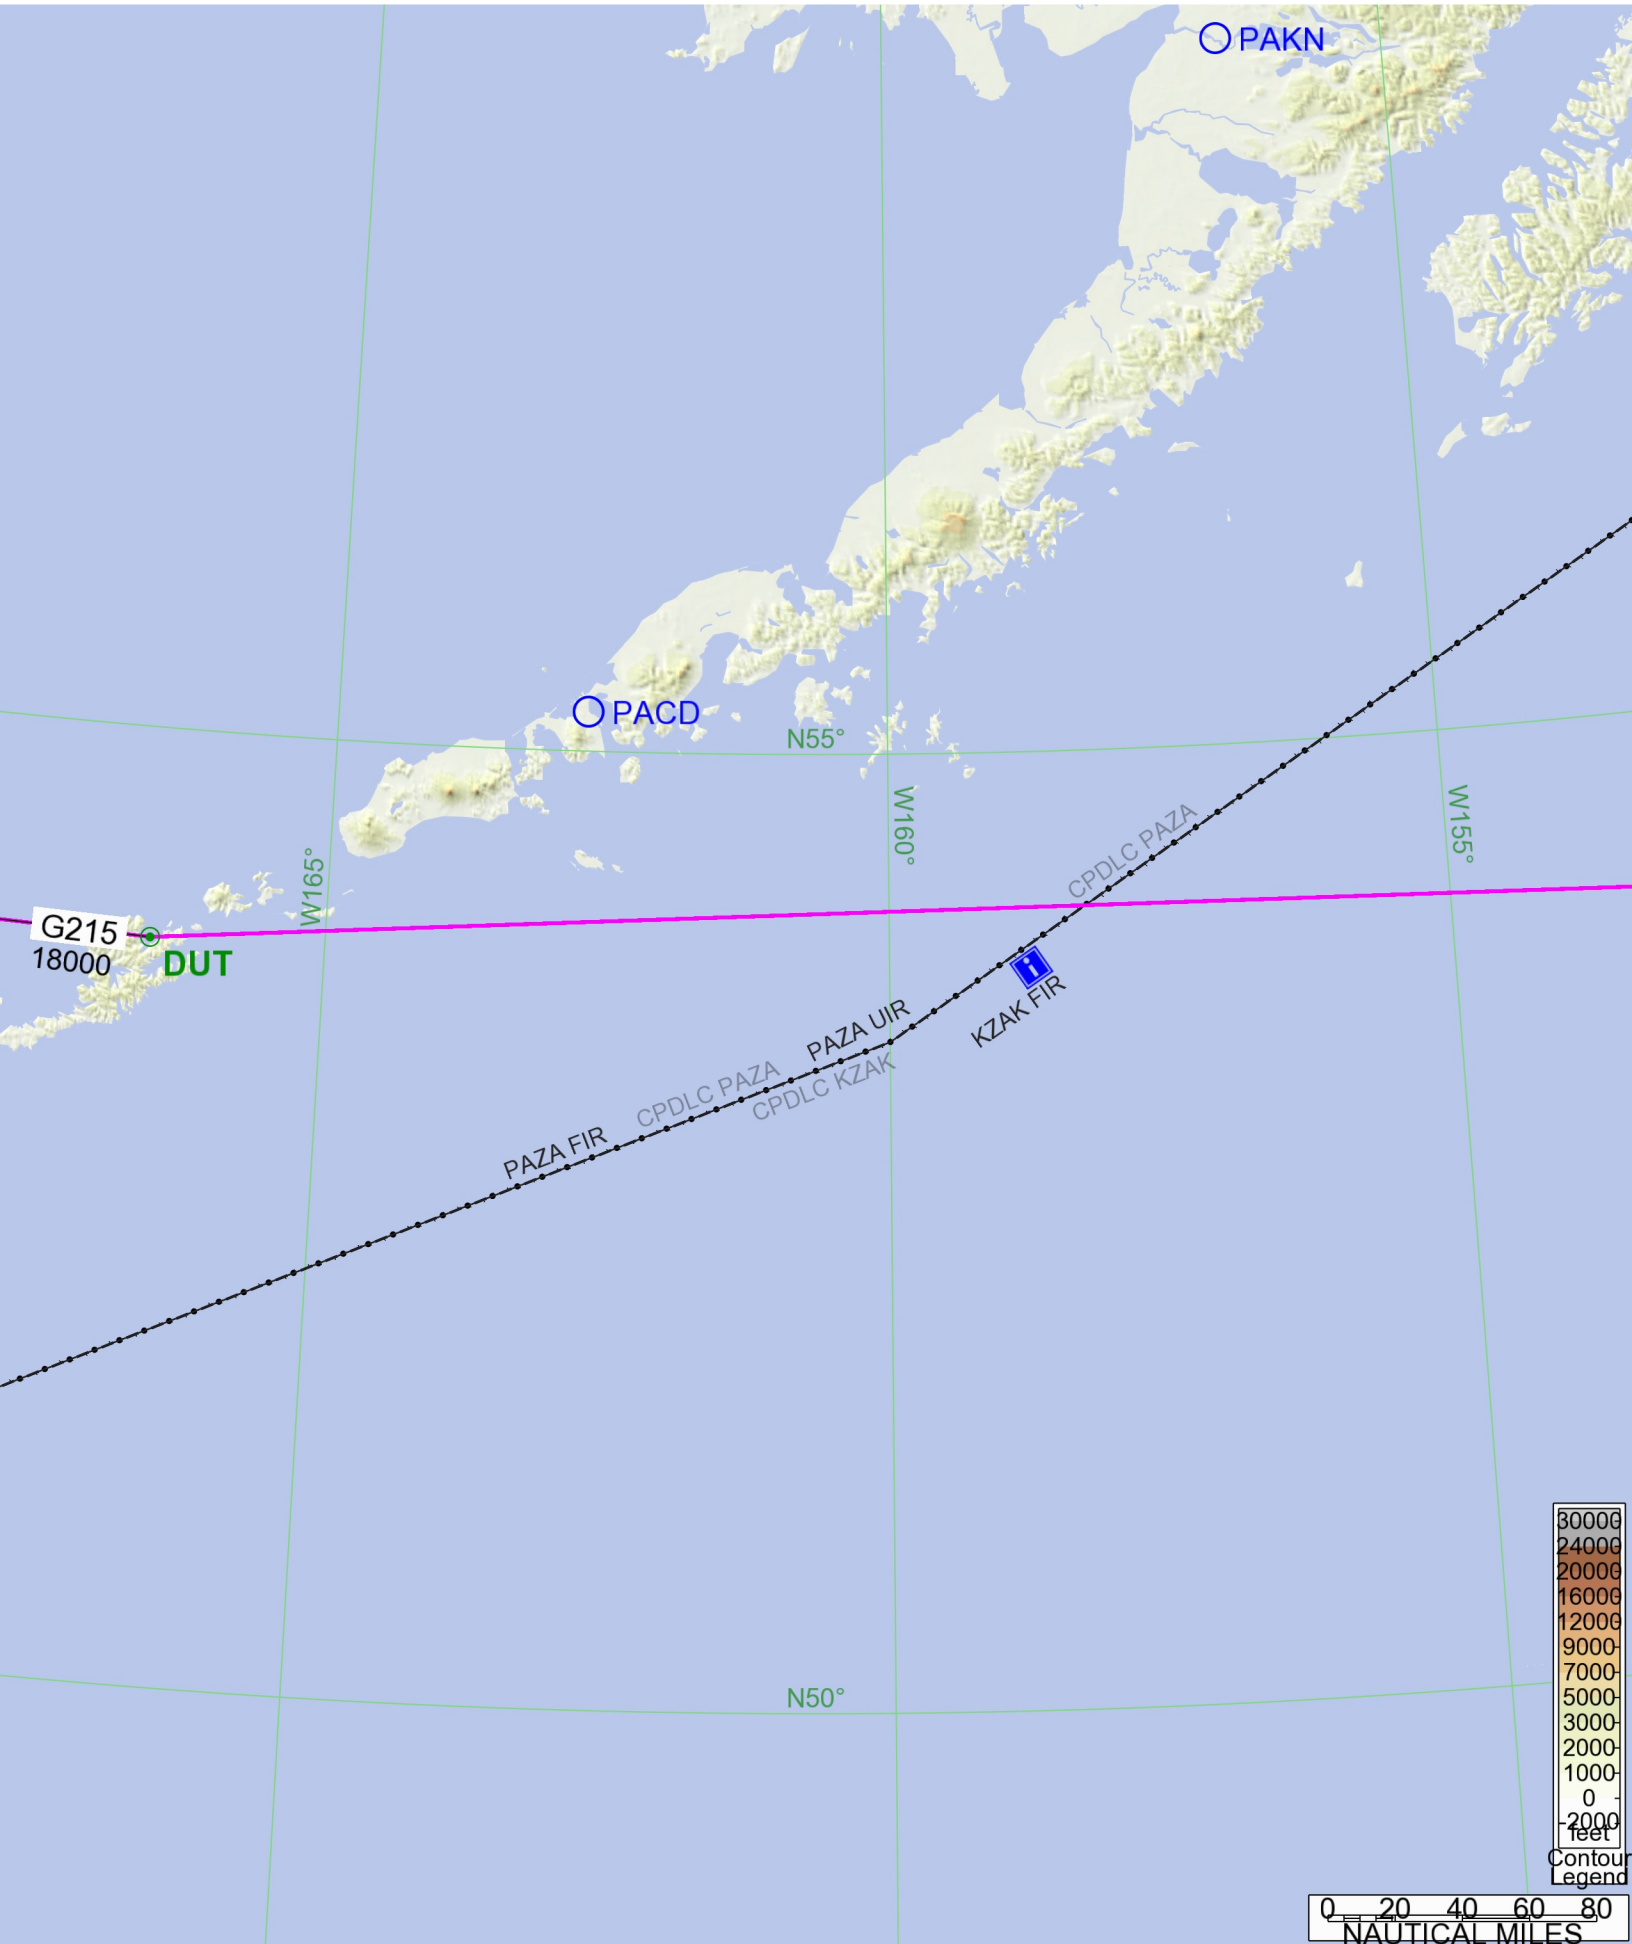 PAKN
PACD
N55°
W160°
W155°
W165°
CPDLC PAZA
G215
18000
DUT
KZAK FIR
PAZA UIR
CPDLC PAZA
CPDLC KZAK
PAZA FIR
N50°
30000
24000
20000
16000
12000
9000
7000
5000
3000
2000
1000
0
-2000
feet
Contour
Legend
0 20 40 60 80
NAUTICAL MILES